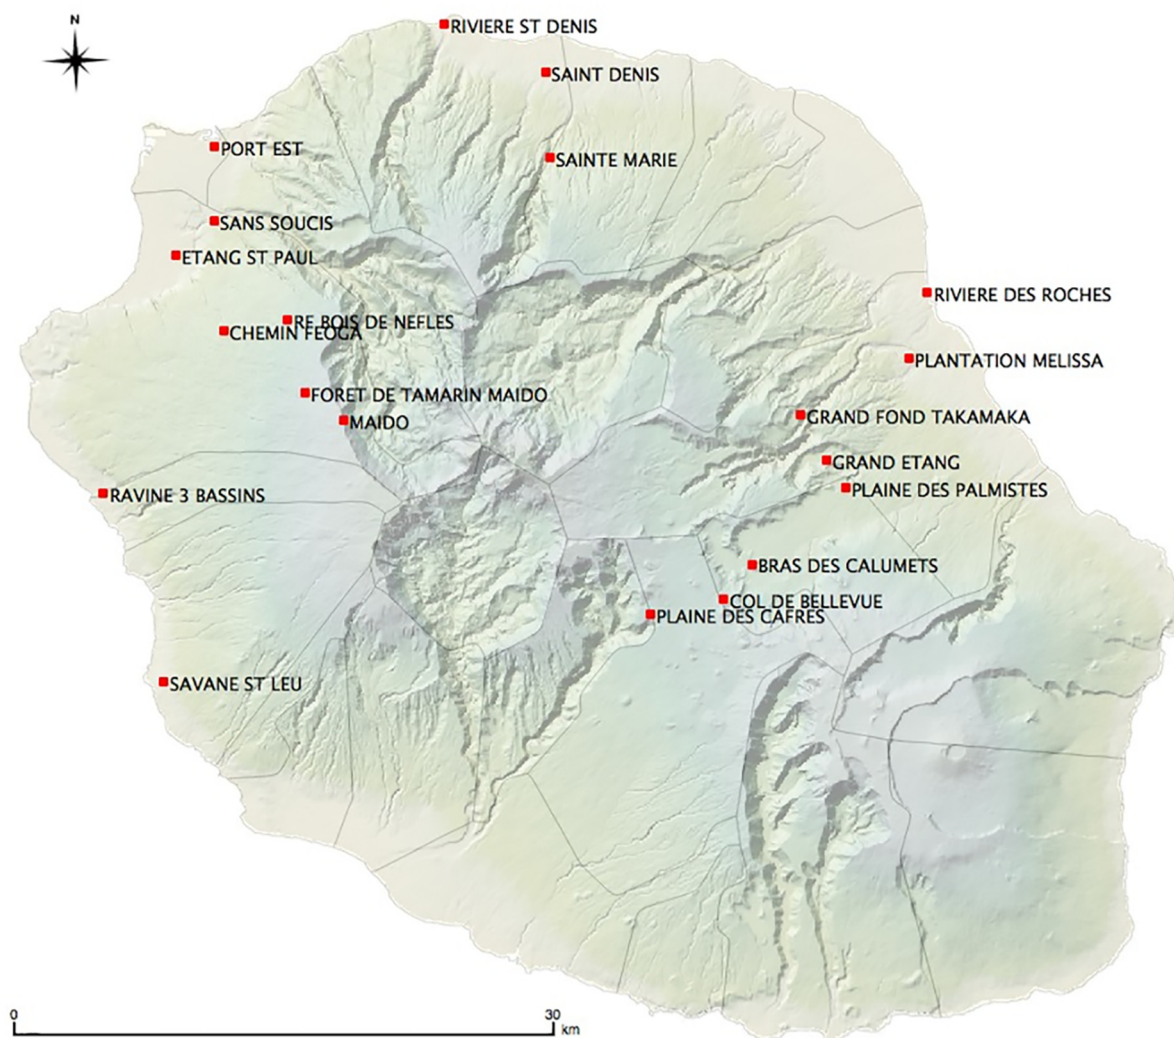 N
RIVIERE ST DENIS
SAINT DENIS
PORT EST
SAINTE MARIE
SANS SOUCIS
ETANG ST PAUL
RIVIERE DES ROCHES
RF BOIS DE NEFLES
CHEMIN FEOGA
PLANTATION MELISSA
FORET DE TAMARIN MAIDO
MAIDO
GRAND FOND TAKAMAKA
GRAND ETANG
PLAINE DES PALMISTES
RAVINE 3 BASSINS
BRAS DES CALUMETS
COL DE BELLEVUE
PLAINE DES CAFRES
SAVANE ST LEU
0 30
km